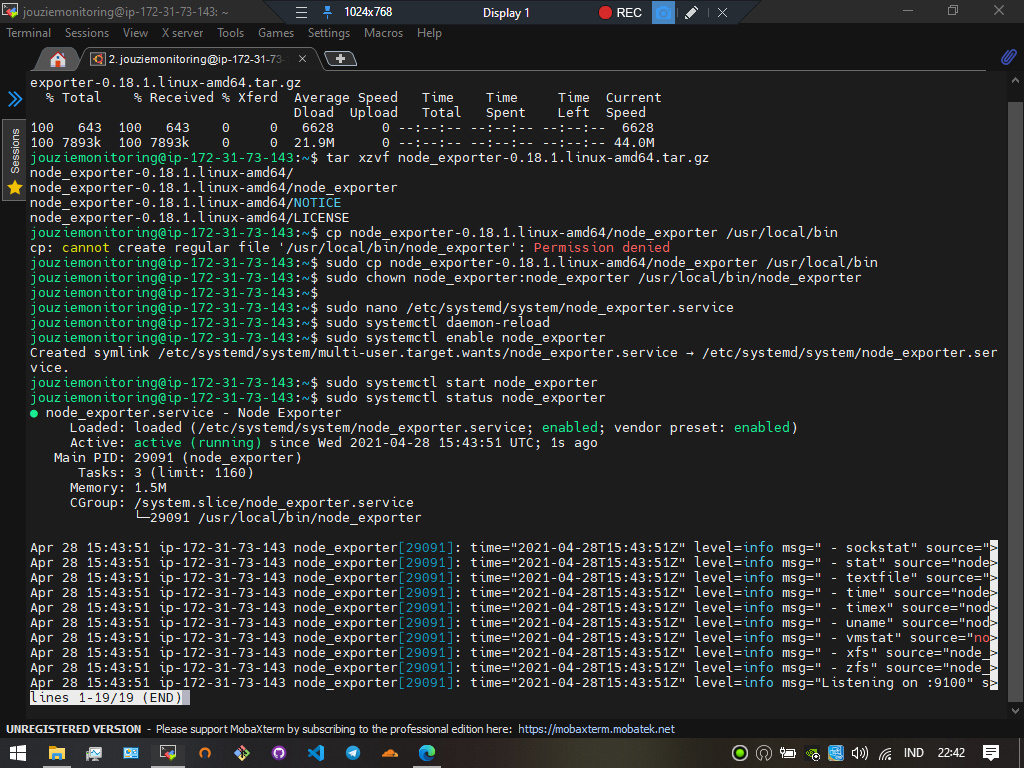 jouziemonitoring@ip-172-31-73-143: ~
1024x768
Display 1
REC
Terminal Sessions View X server Tools Games Settings Macros Help
2. jouziemonitoring@ip-172-31-73-
Sessions
exporter-0.18.1.linux-amd64.tar.gz
% Total % Received % Xferd Average Speed Time Time Time Current
Dload Upload Total Spent Left Speed
100 643 100 643 0 0 6628 0 --:--:-- --:--:-- --:--:-- 6628
100 7893k 100 7893k 0 0 21.9M 0 --:--:-- --:--:-- --:--:-- 44.0M
jouziemonitoring@ip-172-31-73-143:~$ tar xzvf node_exporter-0.18.1.linux-amd64.tar.gz
node_exporter-0.18.1.linux-amd64/
node_exporter-0.18.1.linux-amd64/node_exporter
node_exporter-0.18.1.linux-amd64/NOTICE
node_exporter-0.18.1.linux-amd64/LICENSE
jouziemonitoring@ip-172-31-73-143:~$ cp node_exporter-0.18.1.linux-amd64/node_exporter /usr/local/bin
cp: cannot create regular file '/usr/local/bin/node_exporter': Permission denied
jouziemonitoring@ip-172-31-73-143:~$ sudo cp node_exporter-0.18.1.linux-amd64/node_exporter /usr/local/bin
jouziemonitoring@ip-172-31-73-143:~$ sudo chown node_exporter:node_exporter /usr/local/bin/node_exporter
jouziemonitoring@ip-172-31-73-143:~$
jouziemonitoring@ip-172-31-73-143:~$ sudo nano /etc/systemd/system/node_exporter.service
jouziemonitoring@ip-172-31-73-143:~$ sudo systemctl daemon-reload
jouziemonitoring@ip-172-31-73-143:~$ sudo systemctl enable node_exporter
Created symlink /etc/systemd/system/multi-user.target.wants/node_exporter.service → /etc/systemd/system/node_exporter.ser
vice.
jouziemonitoring@ip-172-31-73-143:~$ sudo systemctl start node_exporter
jouziemonitoring@ip-172-31-73-143:~$ sudo systemctl status node_exporter
● node_exporter.service - Node Exporter
Loaded: loaded (/etc/systemd/system/node_exporter.service; enabled; vendor preset: enabled)
Active: active (running) since Wed 2021-04-28 15:43:51 UTC; 1s ago
Main PID: 29091 (node_exporter)
Tasks: 3 (limit: 1160)
Memory: 1.5M
CGroup: /system.slice/node_exporter.service
└─29091 /usr/local/bin/node_exporter
Apr 28 15:43:51 ip-172-31-73-143 node_exporter[29091]: time="2021-04-28T15:43:51Z" level=info msg=" - sockstat" source=">
Apr 28 15:43:51 ip-172-31-73-143 node_exporter[29091]: time="2021-04-28T15:43:51Z" level=info msg=" - stat" source="node>
Apr 28 15:43:51 ip-172-31-73-143 node_exporter[29091]: time="2021-04-28T15:43:51Z" level=info msg=" - textfile" source=">
Apr 28 15:43:51 ip-172-31-73-143 node_exporter[29091]: time="2021-04-28T15:43:51Z" level=info msg=" - time" source="node>
Apr 28 15:43:51 ip-172-31-73-143 node_exporter[29091]: time="2021-04-28T15:43:51Z" level=info msg=" - timex" source="nod>
Apr 28 15:43:51 ip-172-31-73-143 node_exporter[29091]: time="2021-04-28T15:43:51Z" level=info msg=" - uname" source="nod>
Apr 28 15:43:51 ip-172-31-73-143 node_exporter[29091]: time="2021-04-28T15:43:51Z" level=info msg=" - vmstat" source="no>
Apr 28 15:43:51 ip-172-31-73-143 node_exporter[29091]: time="2021-04-28T15:43:51Z" level=info msg=" - xfs" source="node_>
Apr 28 15:43:51 ip-172-31-73-143 node_exporter[29091]: time="2021-04-28T15:43:51Z" level=info msg=" - zfs" source="node_>
Apr 28 15:43:51 ip-172-31-73-143 node_exporter[29091]: time="2021-04-28T15:43:51Z" level=info msg="Listening on :9100" s>
lines 1-19/19 (END)
UNREGISTERED VERSION - Please support MobaXterm by subscribing to the professional edition here: https://mobaxterm.mobatek.net
IND 22:42